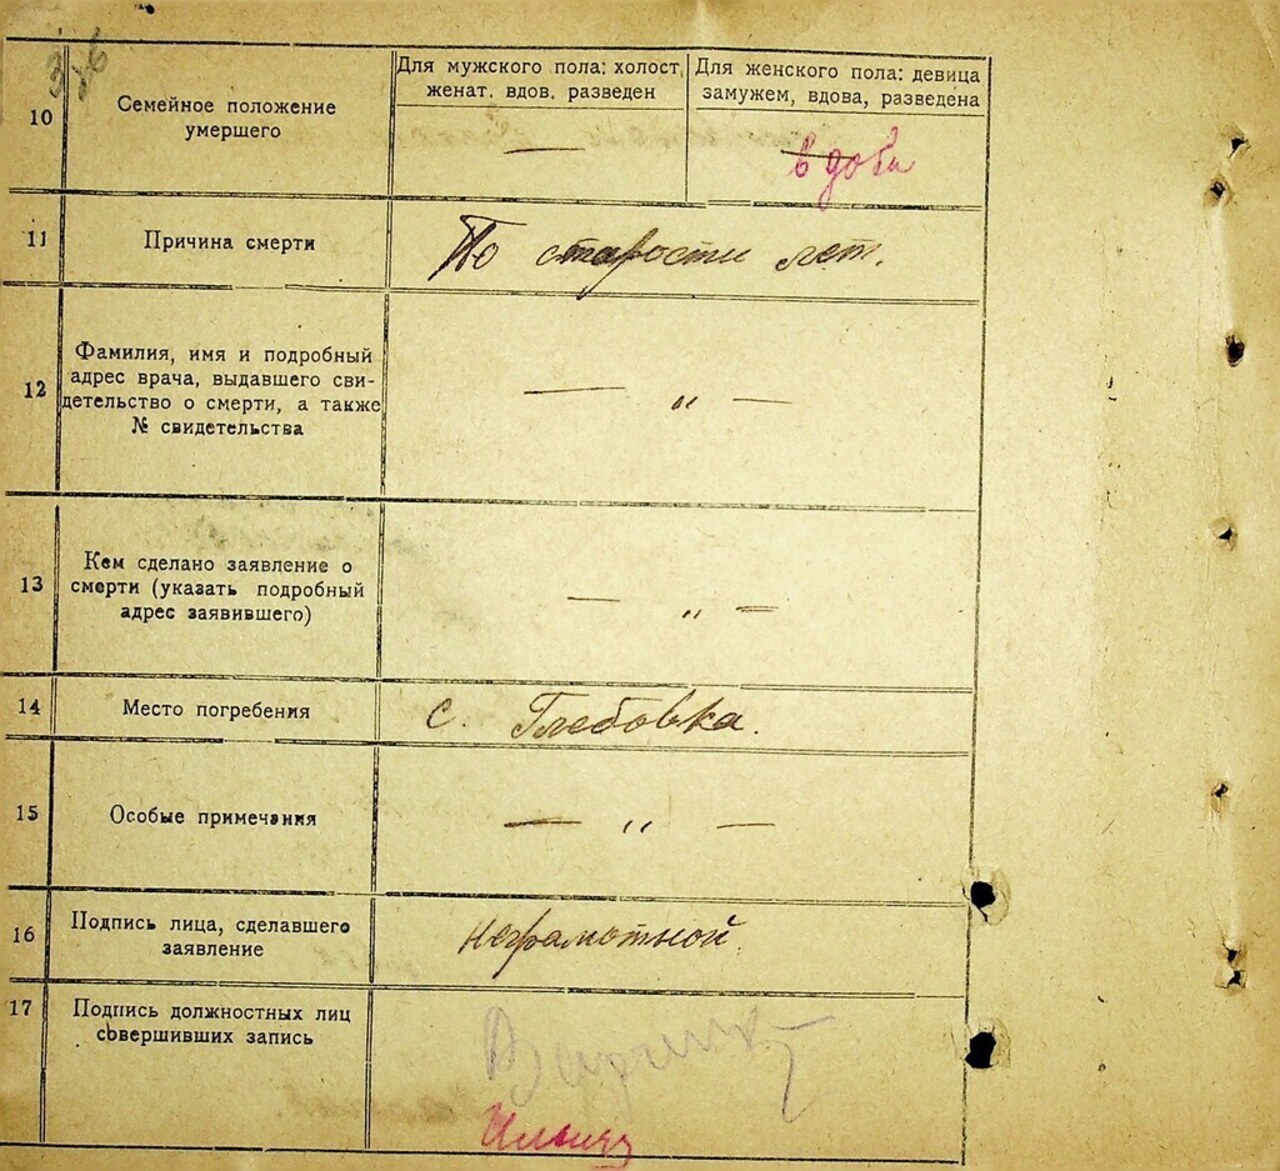 10
Семейное положение
умершего
Для мужского пола: холост,
женат, вдов, разведен
—
Для женского пола: девица
замужем, вдова, разведена
вдова
11
Причина смерти
По старости лет.
12
Фамилия, имя и подробный
адрес врача, выдавшего сви-
детельство о смерти, а также
№ свидетельства
— „ —
13
Кем сделано заявление о
смерти (указать подробный
адрес заявившего)
— „ —
14
Место погребения
с. Глебовка.
15
Особые примечания
— „ —
16
Подпись лица, сделавшего
заявление
неграмотной.
17
Подпись должностных лиц
совершивших запись